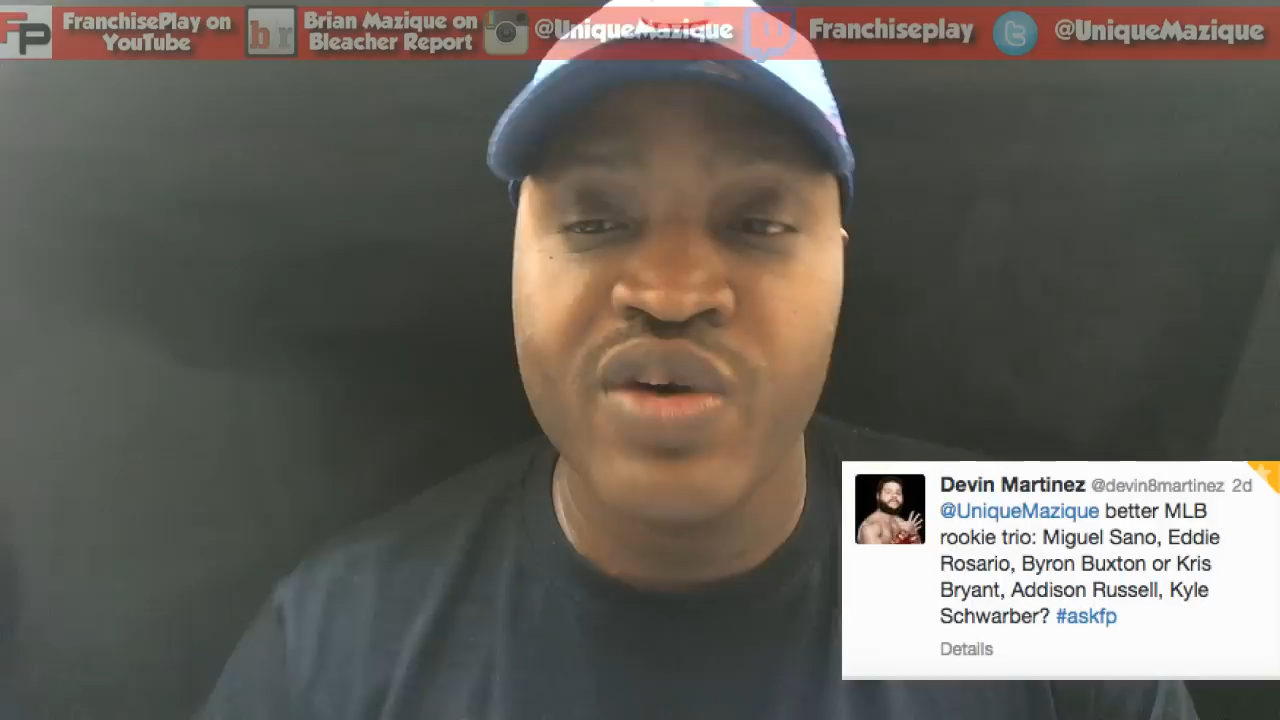 FP
FranchisePlay on
YouTube
br
Brian Mazique on
Bleacher Report
@UniqueMazique
Franchiseplay
@UniqueMazique
Devin Martinez @devin8martinez 2d
@UniqueMazique better MLB
rookie trio: Miguel Sano, Eddie
Rosario, Byron Buxton or Kris
Bryant, Addison Russell, Kyle
Schwarber? #askfp
Details